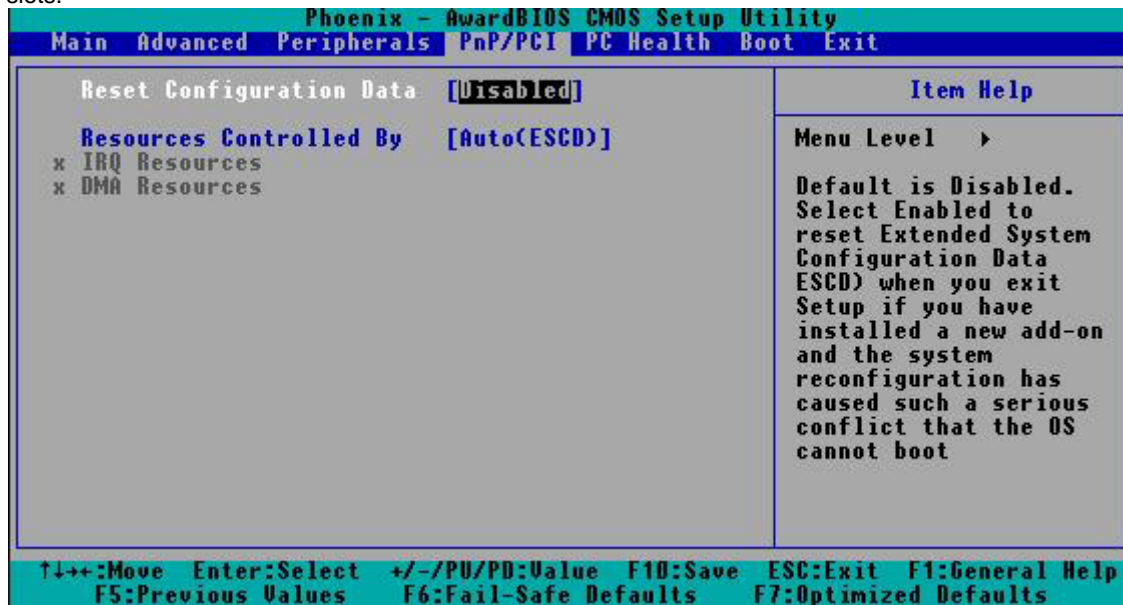 slots.
Phoenix - AwardBIOS CMOS Setup Utility
Main Advanced Peripherals PnP/PCI PC Health Boot Exit
Reset Configuration Data [Disabled]
Resources Controlled By [Auto(ESCD)]
x IRQ Resources
x DMA Resources
Item Help
Menu Level ▸
Default is Disabled.
Select Enabled to
reset Extended System
Configuration Data
ESCD) when you exit
Setup if you have
installed a new add-on
and the system
reconfiguration has
caused such a serious
conflict that the OS
cannot boot
↑↓→←:Move Enter:Select +/-/PU/PD:Value F10:Save ESC:Exit F1:General Help
F5:Previous Values F6:Fail-Safe Defaults F7:Optimized Defaults